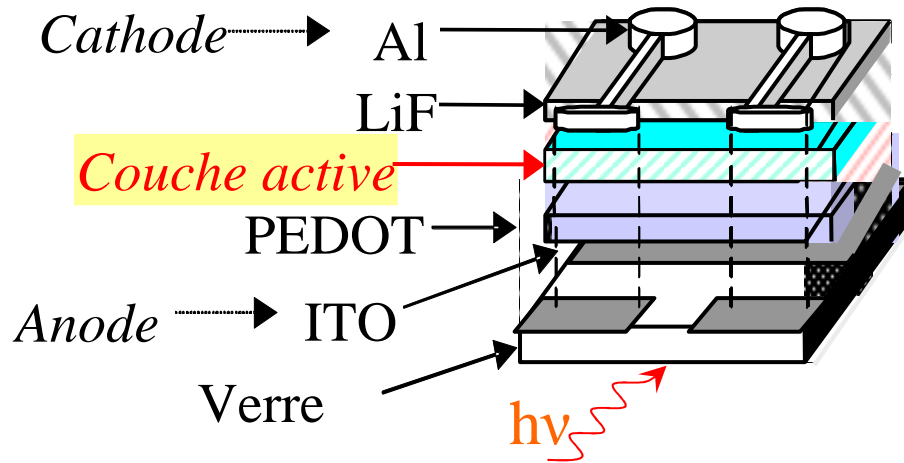 Cathode
Al
LiF
Couche active
PEDOT
Anode
ITO
Verre
hν